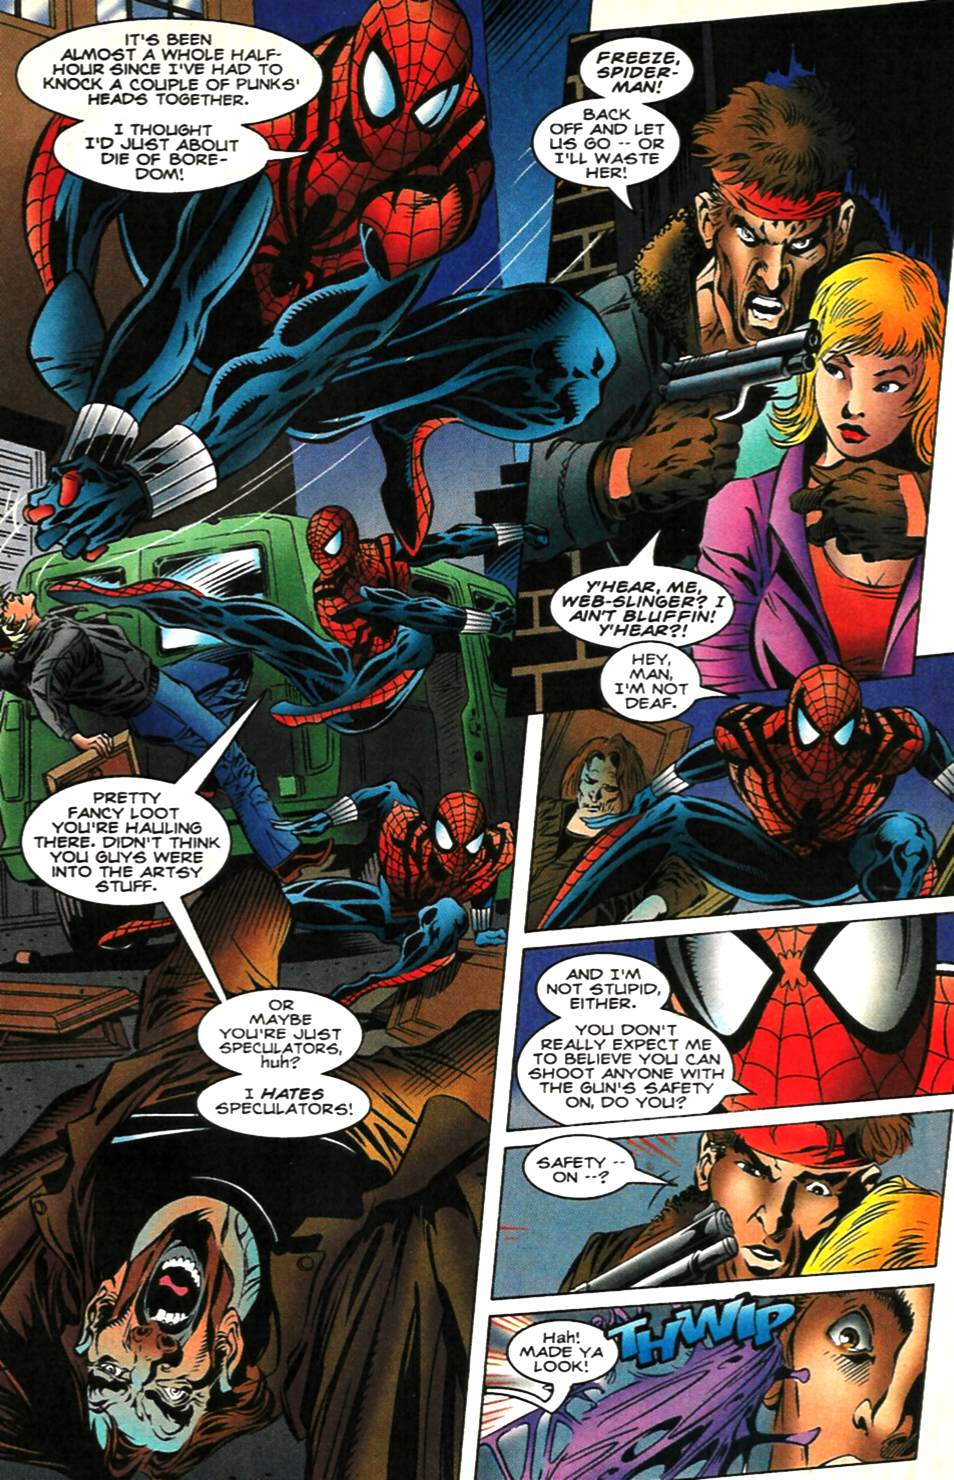 IT'S BEEN
ALMOST A WHOLE HALF-
HOUR SINCE I'VE HAD TO
KNOCK A COUPLE OF PUNKS'
HEADS TOGETHER.
I THOUGHT
I'D JUST ABOUT
DIE OF BORE-
DOM!
PRETTY
FANCY LOOT
YOU'RE HAULING
THERE. DIDN'T THINK
YOU GUYS WERE
INTO THE ARTSY
STUFF.
OR
MAYBE
YOU'RE JUST
SPECULATORS,
huh?
I HATES
SPECULATORS!
FREEZE,
SPIDER-
MAN!
BACK
OFF AND LET
US GO -- OR
I'LL WASTE
HER!
Y'HEAR, ME,
WEB-SLINGER? I
AIN'T BLUFFIN'!
Y'HEAR?!
HEY,
MAN,
I'M NOT
DEAF.
AND I'M
NOT STUPID,
EITHER.
YOU DON'T
REALLY EXPECT ME
TO BELIEVE YOU CAN
SHOOT ANYONE WITH
THE GUN'S SAFETY
ON, DO YOU?
SAFETY --
ON --?
Hah!
MADE YA
LOOK!
THWIP